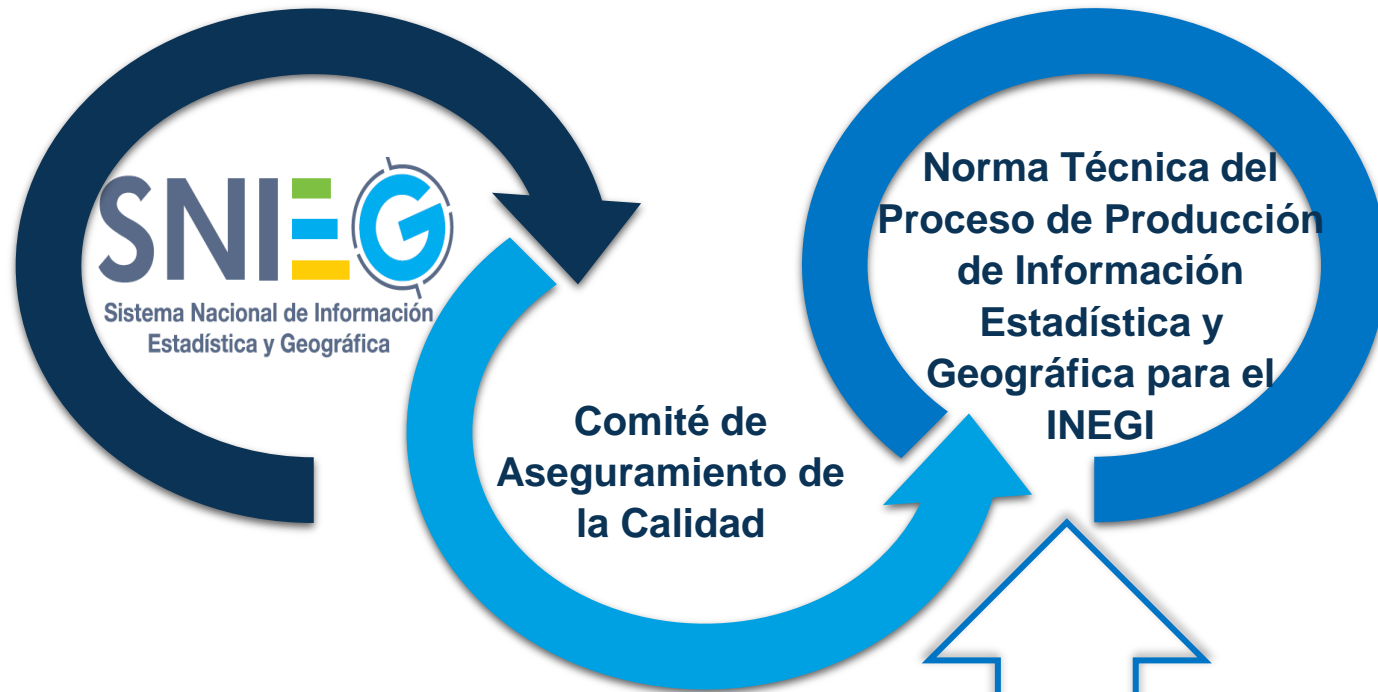 SNIEG
Sistema Nacional de Información
Estadística y Geográfica
Comité de
Aseguramiento de
la Calidad
Norma Técnica del
Proceso de Producción
de Información
Estadística y
Geográfica para el
INEGI